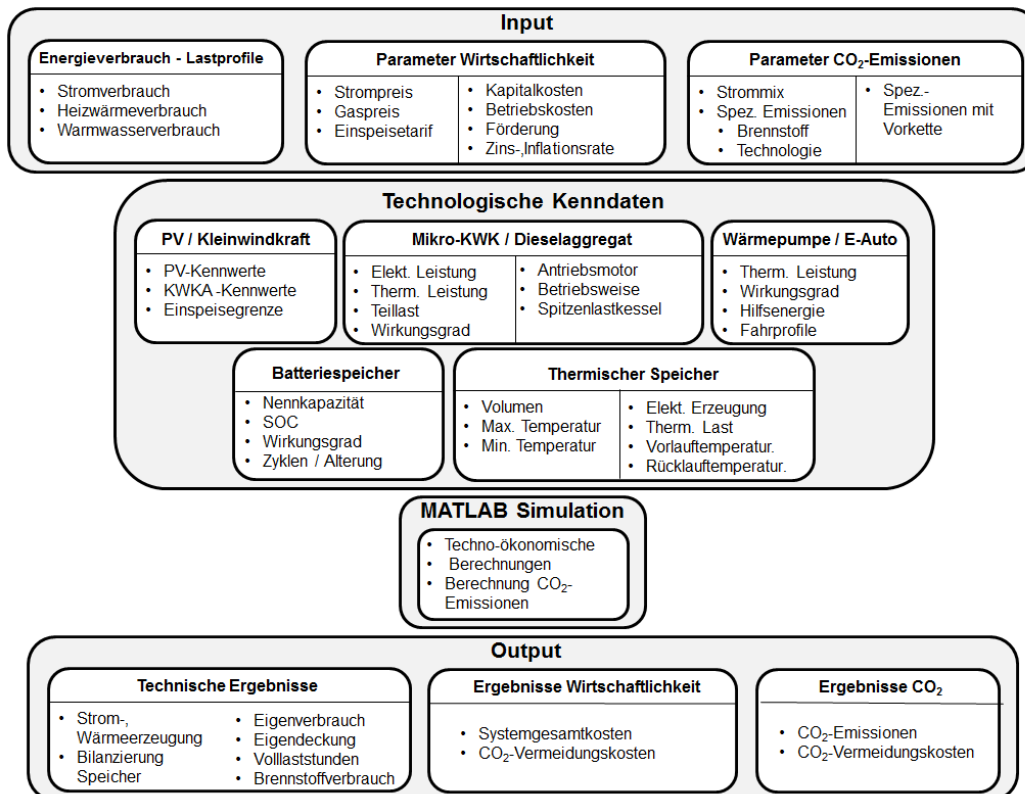 Input
Energieverbrauch - Lastprofile
• Stromverbrauch
• Heizwärmeverbrauch
• Warmwasserverbrauch
Parameter Wirtschaftlichkeit
• Strompreis
• Gaspreis
• Einspeisetarif
• Kapitalkosten
• Betriebskosten
• Förderung
• Zins-,Inflationsrate
Parameter CO₂-Emissionen
• Strommix
• Spez. Emissionen
• Brennstoff
• Technologie
• Spez.-
Emissionen mit
Vorkette
Technologische Kenndaten
PV / Kleinwindkraft
• PV-Kennwerte
• KWKA -Kennwerte
• Einspeisegrenze
Mikro-KWK / Dieselaggregat
• Elekt. Leistung
• Therm. Leistung
• Teillast
• Wirkungsgrad
• Antriebsmotor
• Betriebsweise
• Spitzenlastkessel
Wärmepumpe / E-Auto
• Therm. Leistung
• Wirkungsgrad
• Hilfsenergie
• Fahrprofile
Batteriespeicher
• Nennkapazität
• SOC
• Wirkungsgrad
• Zyklen / Alterung
Thermischer Speicher
• Volumen
• Max. Temperatur
• Min. Temperatur
• Elekt. Erzeugung
• Therm. Last
• Vorlauftemperatur.
• Rücklauftemperatur.
MATLAB Simulation
• Techno-ökonomische
• Berechnungen
• Berechnung CO₂-
Emissionen
Output
Technische Ergebnisse
• Strom-,
Wärmeerzeugung
• Bilanzierung
Speicher
• Eigenverbrauch
• Eigendeckung
• Volllaststunden
• Brennstoffverbrauch
Ergebnisse Wirtschaftlichkeit
• Systemgesamtkosten
• CO₂-Vermeidungskosten
Ergebnisse CO₂
• CO₂-Emissionen
• CO₂-Vermeidungskosten